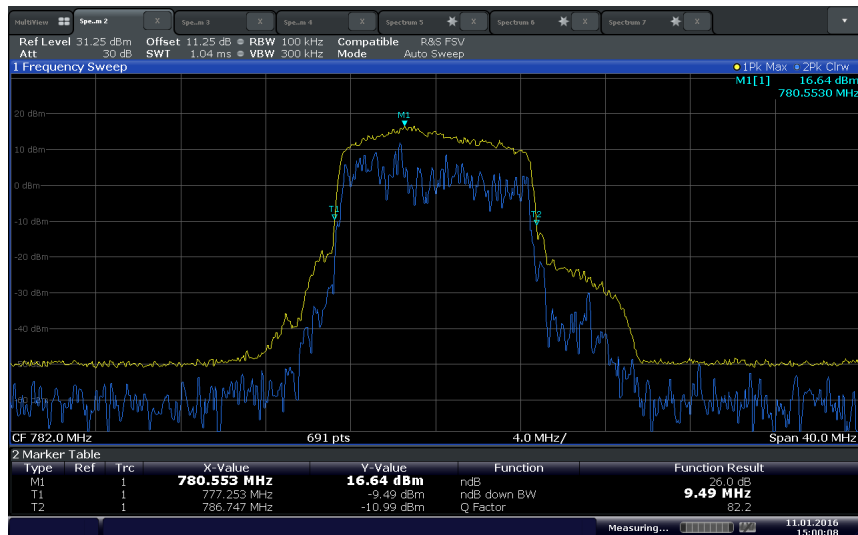 MultiView Spe..m 2 X Spe..m 3 X Spe..m 4 X Spectrum 5 X Spectrum 6 X Spectrum 7 X
Ref Level 31.25 dBm Offset 11.25 dB RBW 100 kHz Compatible R&S FSV
Att 30 dB SWT 1.04 ms VBW 300 kHz Mode Auto Sweep
1 Frequency Sweep 1Pk Max 2Pk Clrw
M1[1] 16.64 dBm
780.5530 MHz
20 dBm
M1
10 dBm
0 dBm
T1
T2
-10 dBm
-20 dBm
-30 dBm
-40 dBm
CF 782.0 MHz 691 pts 4.0 MHz/ Span 40.0 MHz
2 Marker Table
Type Ref Trc X-Value Y-Value Function Function Result
M1 1 780.553 MHz 16.64 dBm ndB 26.0 dB
T1 1 777.253 MHz -9.49 dBm ndB down BW 9.49 MHz
T2 1 786.747 MHz -10.99 dBm Q Factor 82.2
Measuring... 11.01.2016
15:00:08